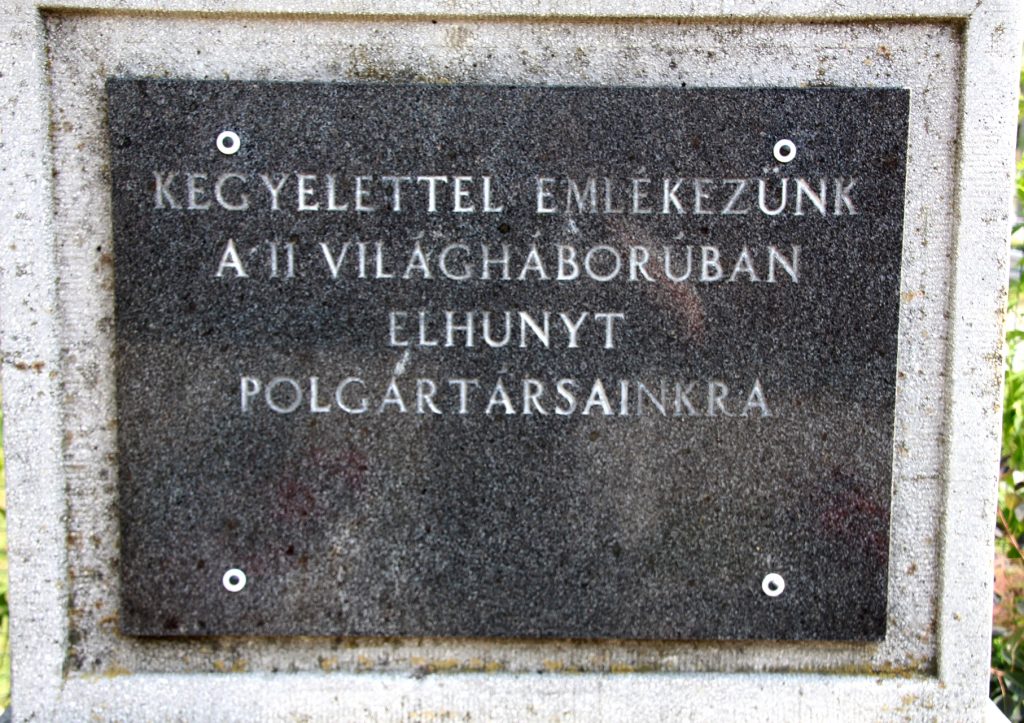 KEGYELETTEL EMLÉKEZÜNK
A II VILÁGHÁBORÚBAN
ELHUNYT
POLGÁRTÁRSAINKRA